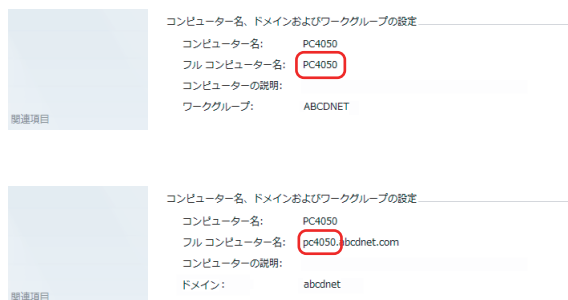 コンピューター名、ドメインおよびワークグループの設定
コンピューター名: PC4050
フル コンピューター名: PC4050
コンピューターの説明:
ワークグループ: ABCDNET
関連項目
コンピューター名、ドメインおよびワークグループの設定
コンピューター名: PC4050
フル コンピューター名: pc4050.abcdnet.com
コンピューターの説明:
ドメイン: abcdnet
関連項目